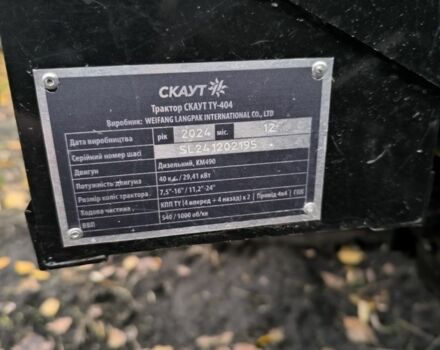 СКАУТ
Трактор СКАУТ TY-404
Виробник: WEIFANG LANGPAK INTERNATIONAL CO., LTD
Дата виробництва рік 2024 міс. 12
Серійний номер шасі SL241202195
Двигун Дизельний, KM490
Потужність двигуна 40 к.с. / 29,41 кВт
Розмір коліс трактора 7,5"-16" / 11,2"-24"
Ходова частина КПП TY (4 вперед + 4 назад) x 2 | Привід 4x4 |
ВВП 540 / 1000 об/хв